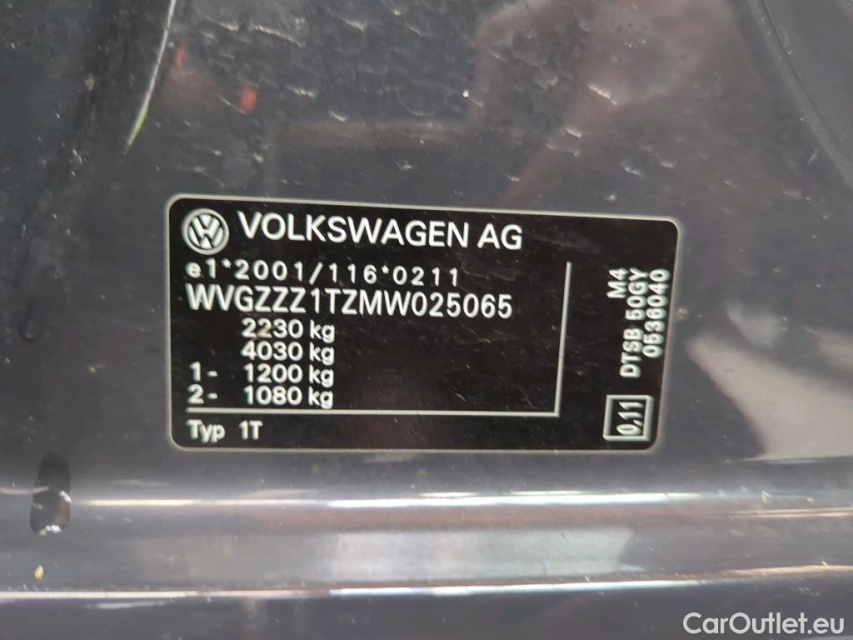 VW VOLKSWAGEN AG
e1*2001/116*0211
WVGZZZ1TZMW025065
2230 kg
4030 kg
1- 1200 kg
2- 1080 kg
Typ 1T
M4
DTSB 50GY
0536040
0,11
CarOutlet.eu